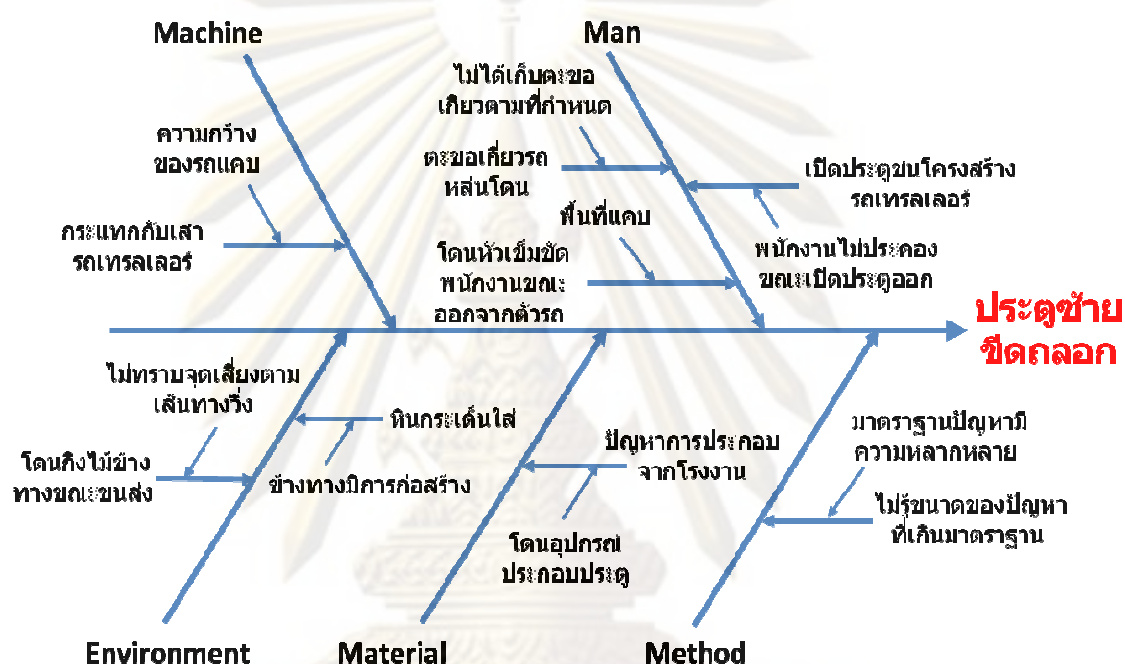 Machine
Man
ไม่ได้เก็บตะขอ
เกี่ยวตามที่กำหนด
ความกว้าง
ของรถแคบ
ตะขอเกี่ยวรถ
หล่นโดน
เปิดประตูชนโครงสร้าง
รถเทรลเลอร์
พื้นที่แคบ
กระแทกกับเสา
รถเทรลเลอร์
โดนหัวเข็มขัด
พนักงานขณะ
ออกจากตัวรถ
พนักงานไม่ประคอง
ขณะเปิดประตูออก
ประตูซ้าย
ขีดถลอก
ไม่ทราบจุดเสี่ยงตาม
เส้นทางวิ่ง
หินกระเด็นใส่
โดนกิ่งไม้ข้าง
ทางขณะขนส่ง
ข้างทางมีการก่อสร้าง
ปัญหาการประกอบ
จากโรงงาน
โดนอุปกรณ์
ประกอบประตู
มาตราฐานปัญหามี
ความหลากหลาย
ไม่รู้ขนาดของปัญหา
ที่เกินมาตราฐาน
Environment
Material
Method